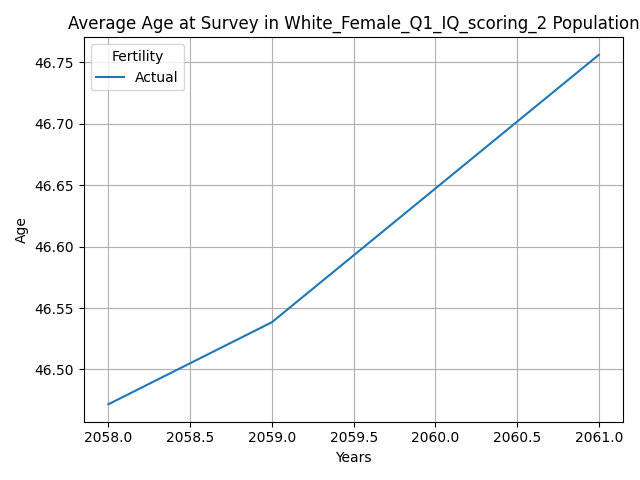 Average Age at Survey in White_Female_Q1_IQ_scoring_2 Population
Fertility
Actual
Age
46.75
46.70
46.65
46.60
46.55
46.50
2058.0 2058.5 2059.0 2059.5 2060.0 2060.5 2061.0
Years